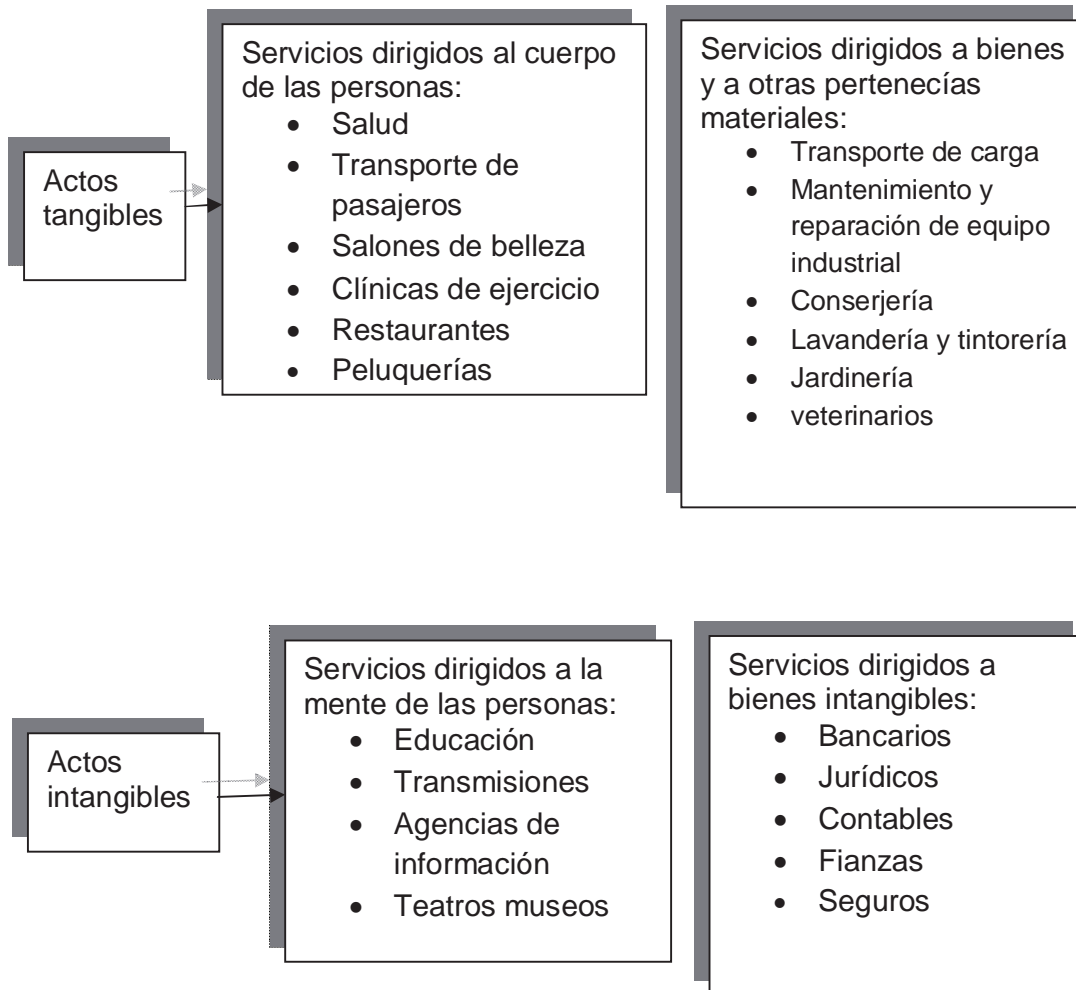 Actos
tangibles
Servicios dirigidos al cuerpo
de las personas:
• Salud
• Transporte de
pasajeros
• Salones de belleza
• Clínicas de ejercicio
• Restaurantes
• Peluquerías
Servicios dirigidos a bienes
y a otras pertenecías
materiales:
• Transporte de carga
• Mantenimiento y
reparación de equipo
industrial
• Conserjería
• Lavandería y tintorería
• Jardinería
• veterinarios
Actos
intangibles
Servicios dirigidos a la
mente de las personas:
• Educación
• Transmisiones
• Agencias de
información
• Teatros museos
Servicios dirigidos a
bienes intangibles:
• Bancarios
• Jurídicos
• Contables
• Fianzas
• Seguros